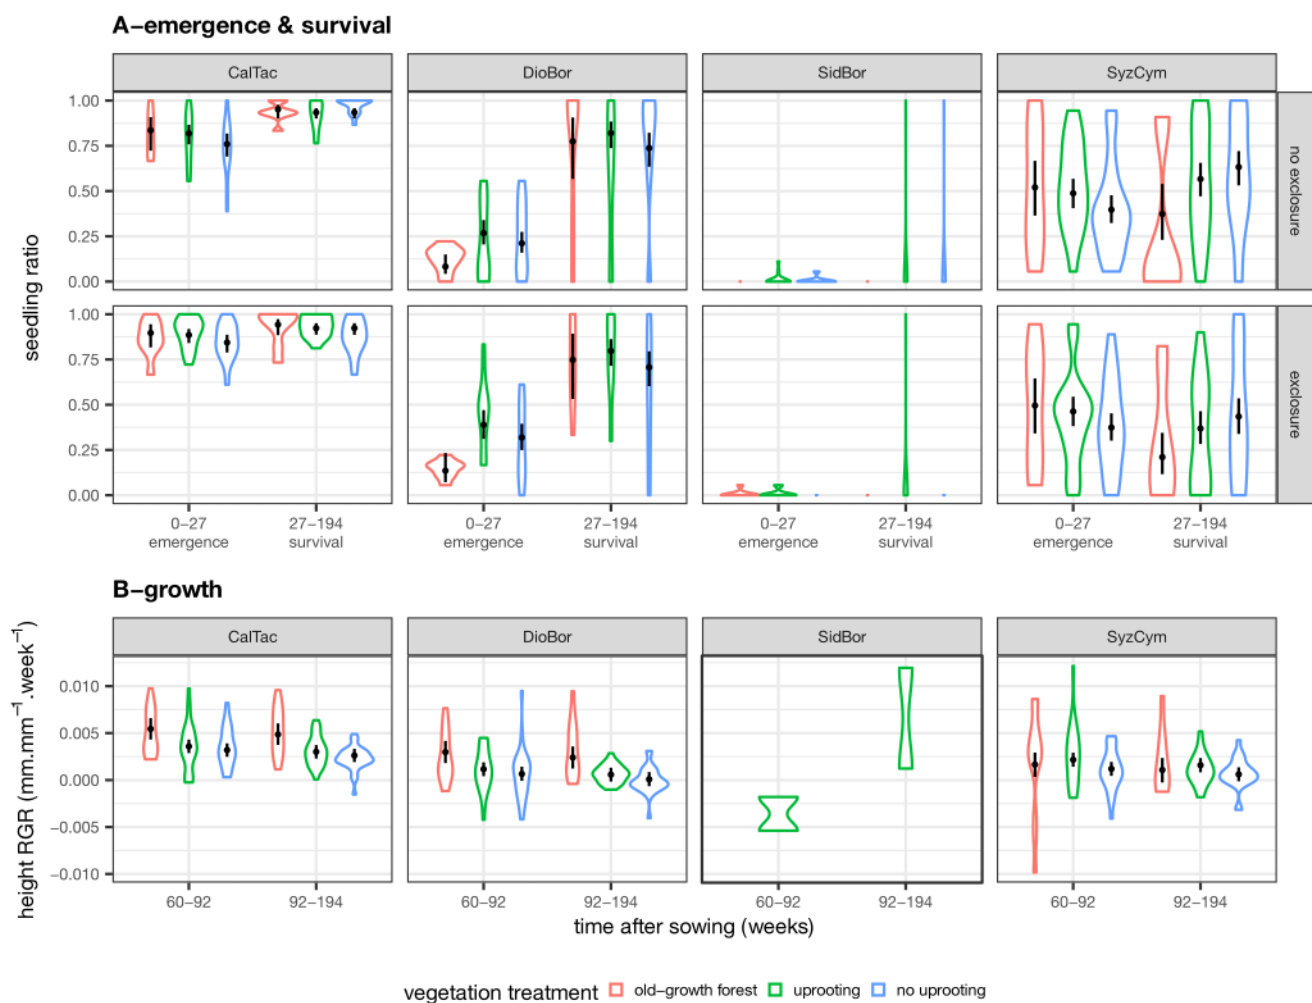 A−emergence & survival
CalTac DioBor SidBor SyzCym
seedling ratio
1.00
0.75
0.50
0.25
0.00
no exclosure
1.00
0.75
0.50
0.25
0.00
exclosure
0−27 27−194 0−27 27−194 0−27 27−194 0−27 27−194
emergence survival emergence survival emergence survival emergence survival
B−growth
CalTac DioBor SidBor SyzCym
height RGR (mm.mm⁻¹.week⁻¹)
0.010
0.005
0.000
−0.005
−0.010
60−92 92−194 60−92 92−194 60−92 92−194 60−92 92−194
time after sowing (weeks)
vegetation treatment old−growth forest uprooting no uprooting